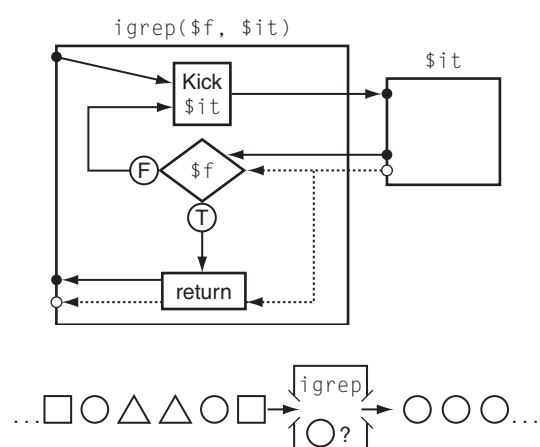 igrep($f, $it)
$it
Kick
$it
F
$f
T
return
...
igrep
?
...